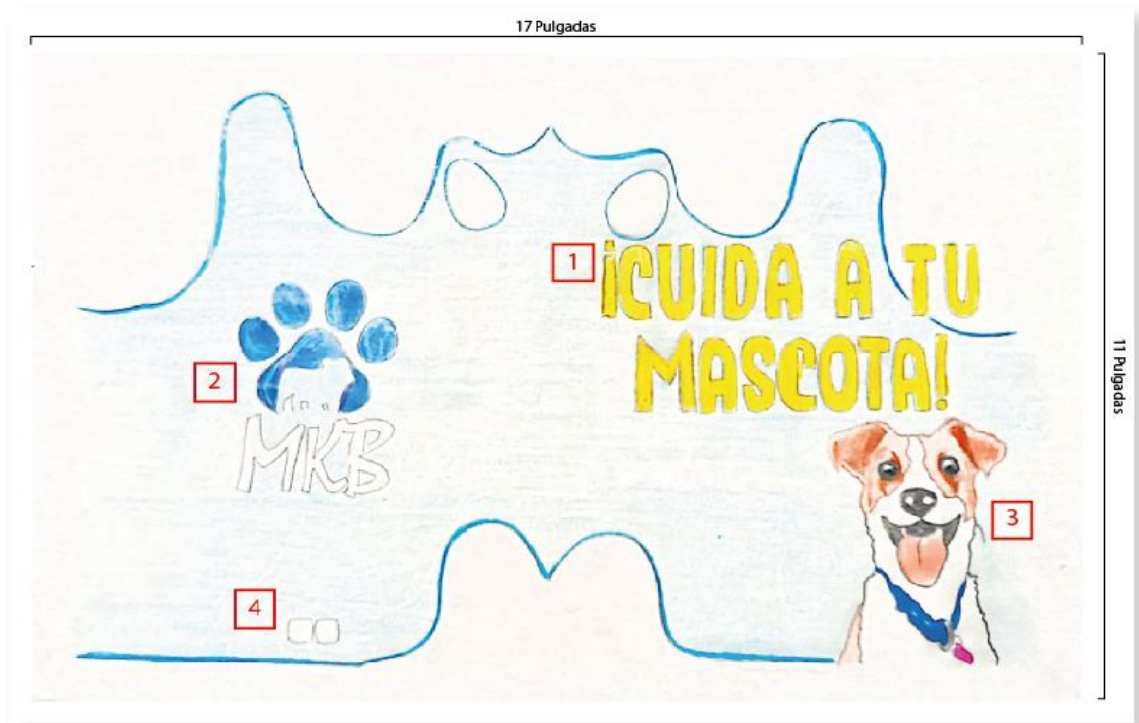 17 Pulgadas
1
¡CUIDA A TU
MASCOTA!
11 Pulgadas
2
MKB
3
4